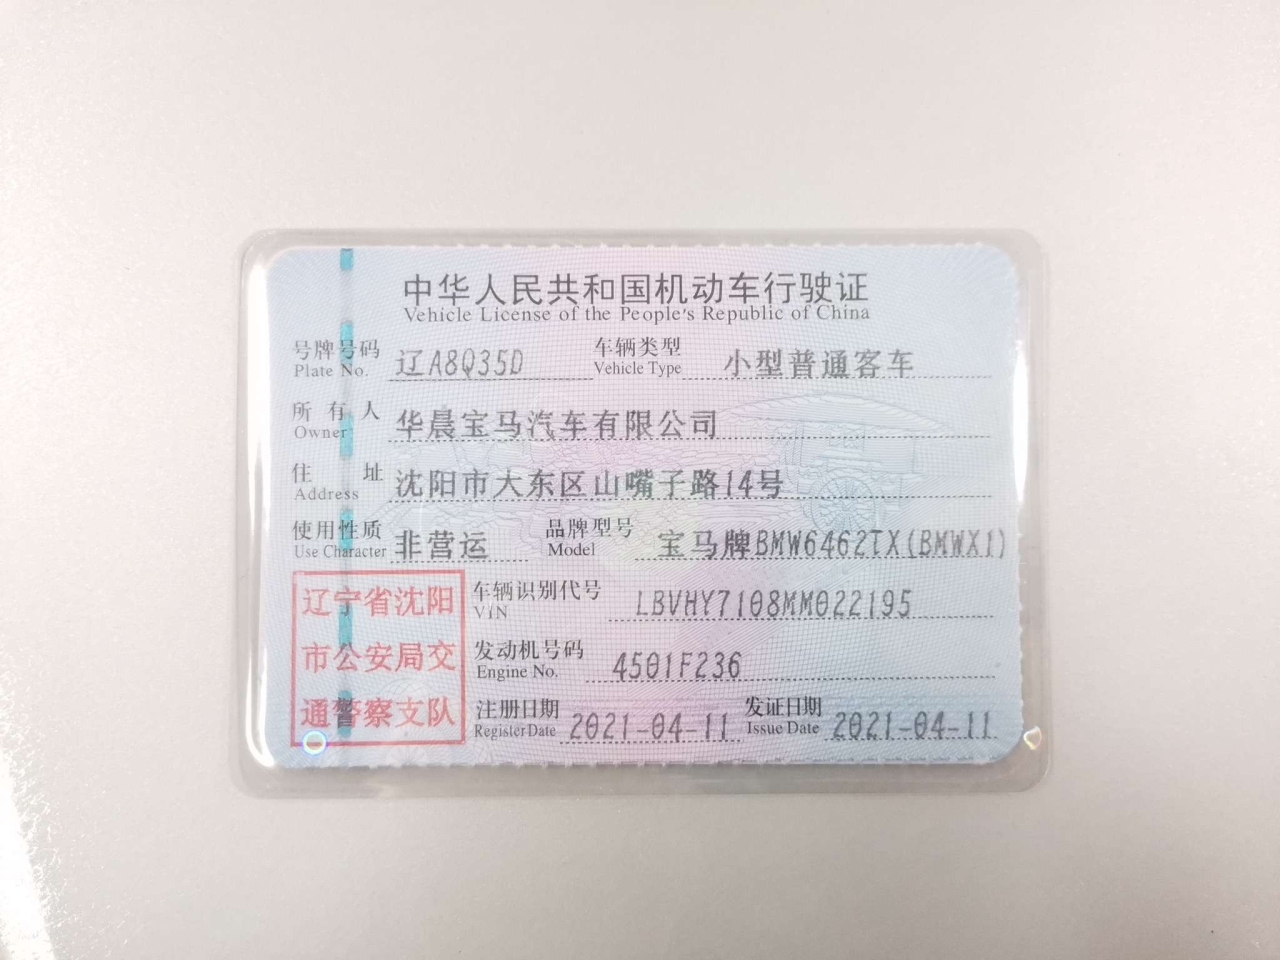 中华人民共和国机动车行驶证
Vehicle License of the People's Republic of China
号牌号码 辽A8Q35D 车辆类型 小型普通客车
Plate No. Vehicle Type
所有人 华晨宝马汽车有限公司
Owner
住址 沈阳市大东区山嘴子路14号
Address
使用性质 非营运 品牌型号 宝马牌BMW6462TX(BMWX1)
Use Character Model
辽宁省沈阳
市公安局交
通警察支队
车辆识别代号 LBVHY7108MM022195
VIN
发动机号码 4501F236
Engine No.
注册日期 2021-04-11 发证日期 2021-04-11
Register Date Issue Date